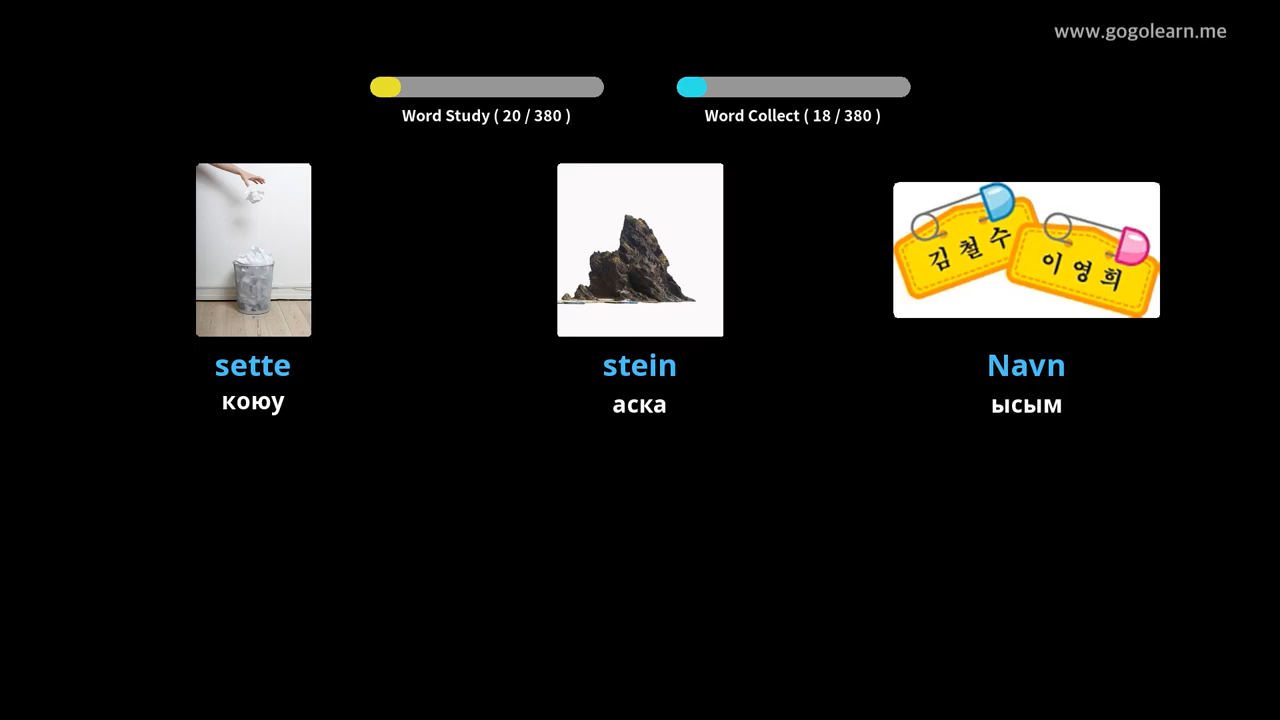 www.gogolearn.me
Word Study ( 20 / 380 )
Word Collect ( 18 / 380 )
김철수
이영희
sette
stein
Navn
коюу
аска
ысым